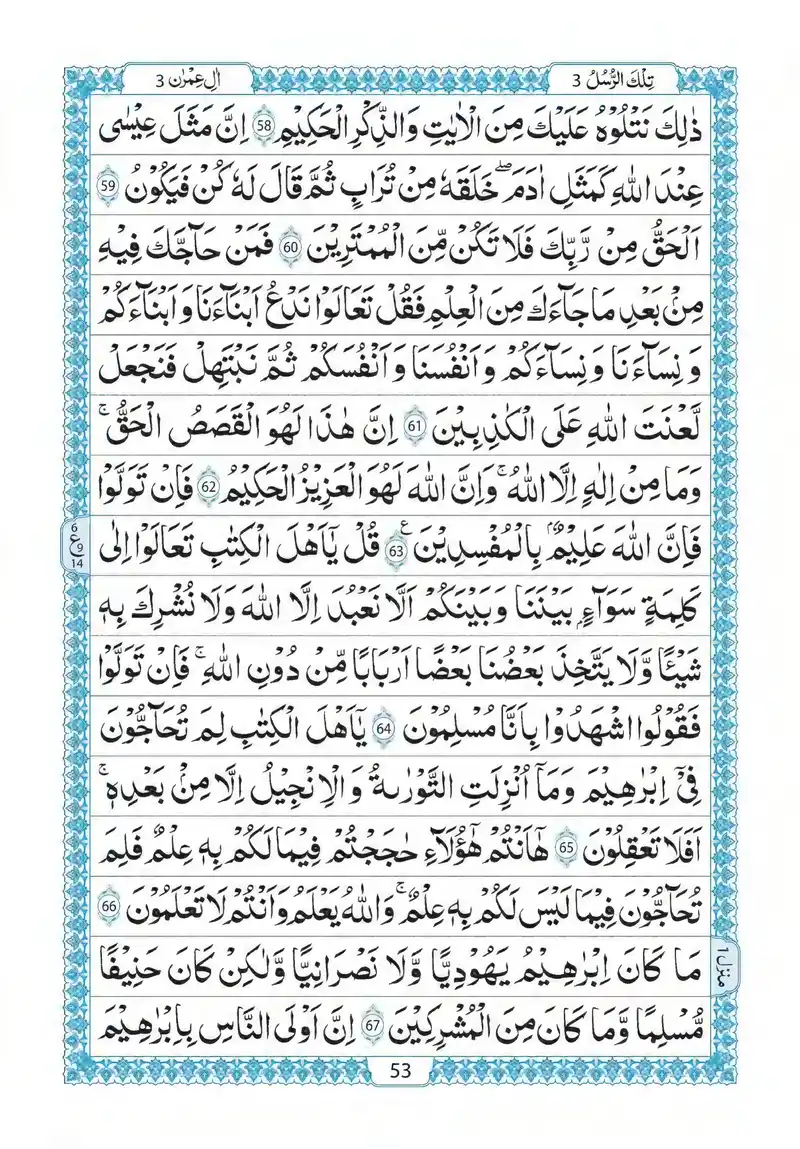 تِلْكَ الرُّسُلُ 3
اٰلِ عِمْرٰن 3
ذٰلِكَ نَتْلُوْهُ عَلَيْكَ مِنَ الْاٰيٰتِ وَالذِّكْرِ الْحَكِيْمِ 58 اِنَّ مَثَلَ عِيْسٰى
عِنْدَ اللّٰهِ كَمَثَلِ اٰدَمَ ؕ خَلَقَهٗ مِنْ تُرَابٍ ثُمَّ قَالَ لَهٗ كُنْ فَيَكُوْنُ 59
اَلْحَقُّ مِنْ رَّبِّكَ فَلَا تَكُنْ مِّنَ الْمُمْتَرِيْنَ 60 فَمَنْ حَآجَّكَ فِيْهِ
مِنْۢ بَعْدِ مَا جَآءَكَ مِنَ الْعِلْمِ فَقُلْ تَعَالَوْا نَدْعُ اَبْنَآءَنَا وَاَبْنَآءَكُمْ
وَنِسَآءَنَا وَنِسَآءَكُمْ وَاَنْفُسَنَا وَاَنْفُسَكُمْ ثُمَّ نَبْتَهِلْ فَنَجْعَلْ
لَّعْنَتَ اللّٰهِ عَلَى الْكٰذِبِيْنَ 61 اِنَّ هٰذَا لَهُوَ الْقَصَصُ الْحَقُّ ۚ
وَمَا مِنْ اِلٰهٍ اِلَّا اللّٰهُ ؕ وَاِنَّ اللّٰهَ لَهُوَ الْعَزِيْزُ الْحَكِيْمُ 62 فَاِنْ تَوَلَّوْا
فَاِنَّ اللّٰهَ عَلِيْمٌۢ بِالْمُفْسِدِيْنَ 63 ع قُلْ يٰٓاَهْلَ الْكِتٰبِ تَعَالَوْا اِلٰى
6 ع 9 14
كَلِمَةٍ سَوَآءٍۢ بَيْنَنَا وَبَيْنَكُمْ اَلَّا نَعْبُدَ اِلَّا اللّٰهَ وَلَا نُشْرِكَ بِهٖ
شَيْـًٔا وَّلَا يَتَّخِذَ بَعْضُنَا بَعْضًا اَرْبَابًا مِّنْ دُوْنِ اللّٰهِ ؕ فَاِنْ تَوَلَّوْا
فَقُوْلُوا اشْهَدُوْا بِاَنَّا مُسْلِمُوْنَ 64 يٰٓاَهْلَ الْكِتٰبِ لِمَ تُحَآجُّوْنَ
فِىْٓ اِبْرٰهِيْمَ وَمَآ اُنْزِلَتِ التَّوْرٰىةُ وَالْاِنْجِيْلُ اِلَّا مِنْۢ بَعْدِهٖ ؕ
اَفَلَا تَعْقِلُوْنَ 65 هٰٓاَنْتُمْ هٰٓؤُلَآءِ حٰجَجْتُمْ فِيْمَا لَكُمْ بِهٖ عِلْمٌ فَلِمَ
تُحَآجُّوْنَ فِيْمَا لَيْسَ لَكُمْ بِهٖ عِلْمٌ ؕ وَاللّٰهُ يَعْلَمُ وَاَنْتُمْ لَا تَعْلَمُوْنَ 66
مَا كَانَ اِبْرٰهِيْمُ يَهُوْدِيًّا وَّلَا نَصْرَانِيًّا وَّلٰكِنْ كَانَ حَنِيْفًا
منزل 1
مُّسْلِمًا وَّمَا كَانَ مِنَ الْمُشْرِكِيْنَ 67 اِنَّ اَوْلَى النَّاسِ بِاِبْرٰهِيْمَ
53